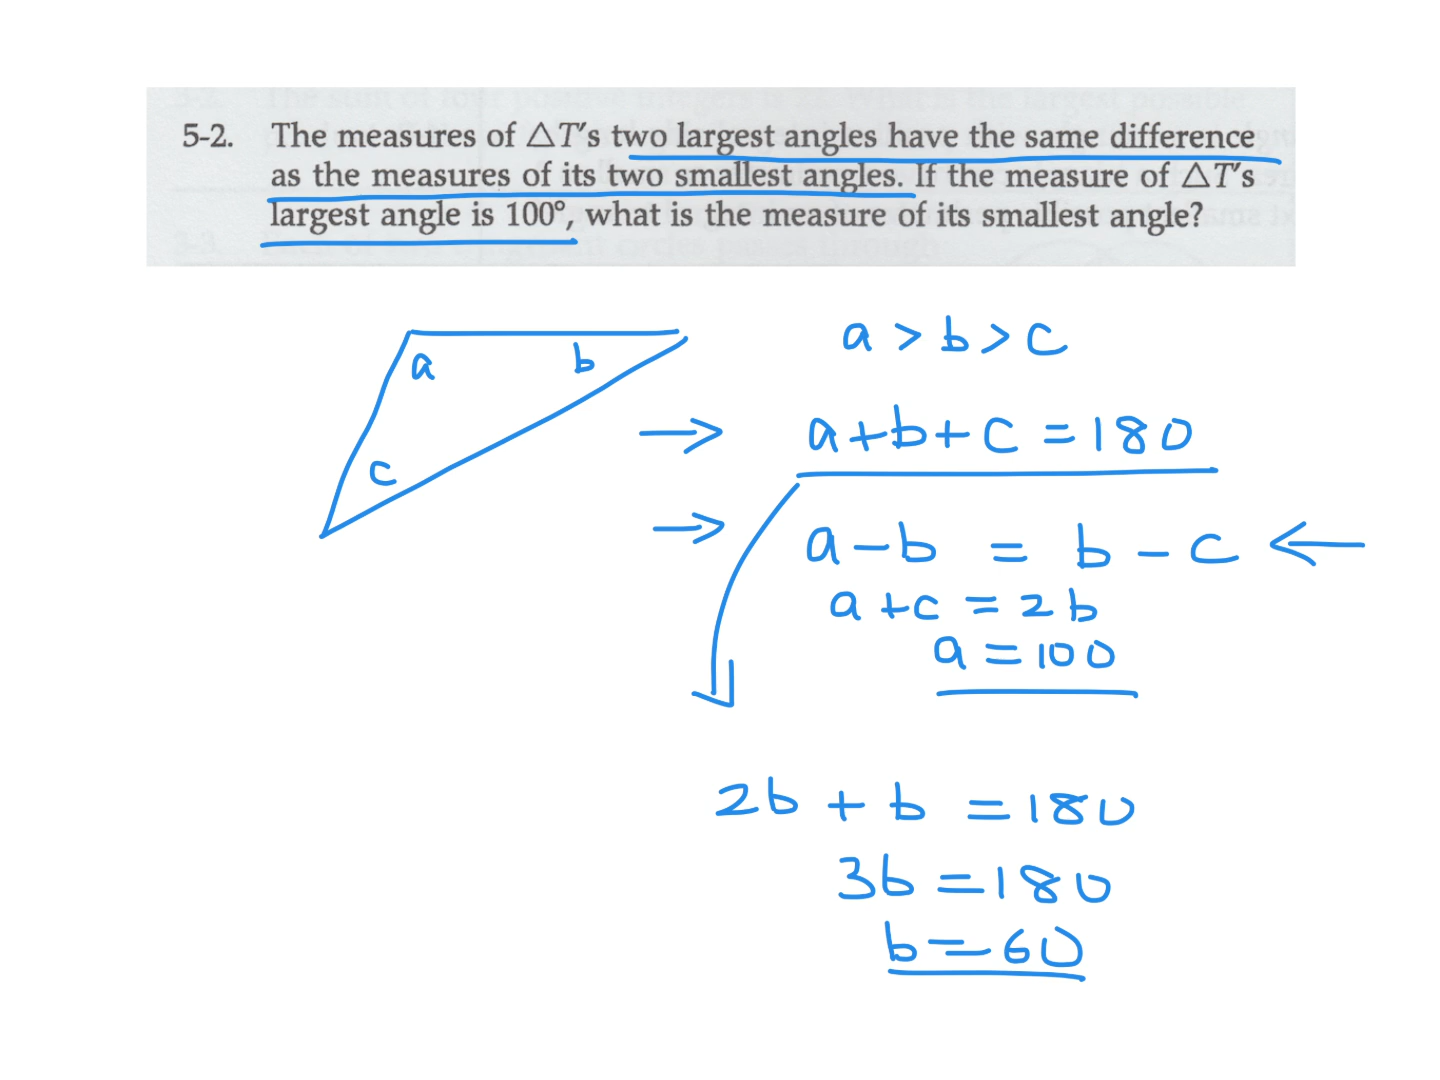 5-2. The measures of △T's two largest angles have the same difference
as the measures of its two smallest angles. If the measure of △T's
largest angle is 100°, what is the measure of its smallest angle?
a > b > c
a b
c
→ a + b + c = 180
→ a - b = b - c ←
a + c = 2b
a = 100
2b + b = 180
3b = 180
b = 60